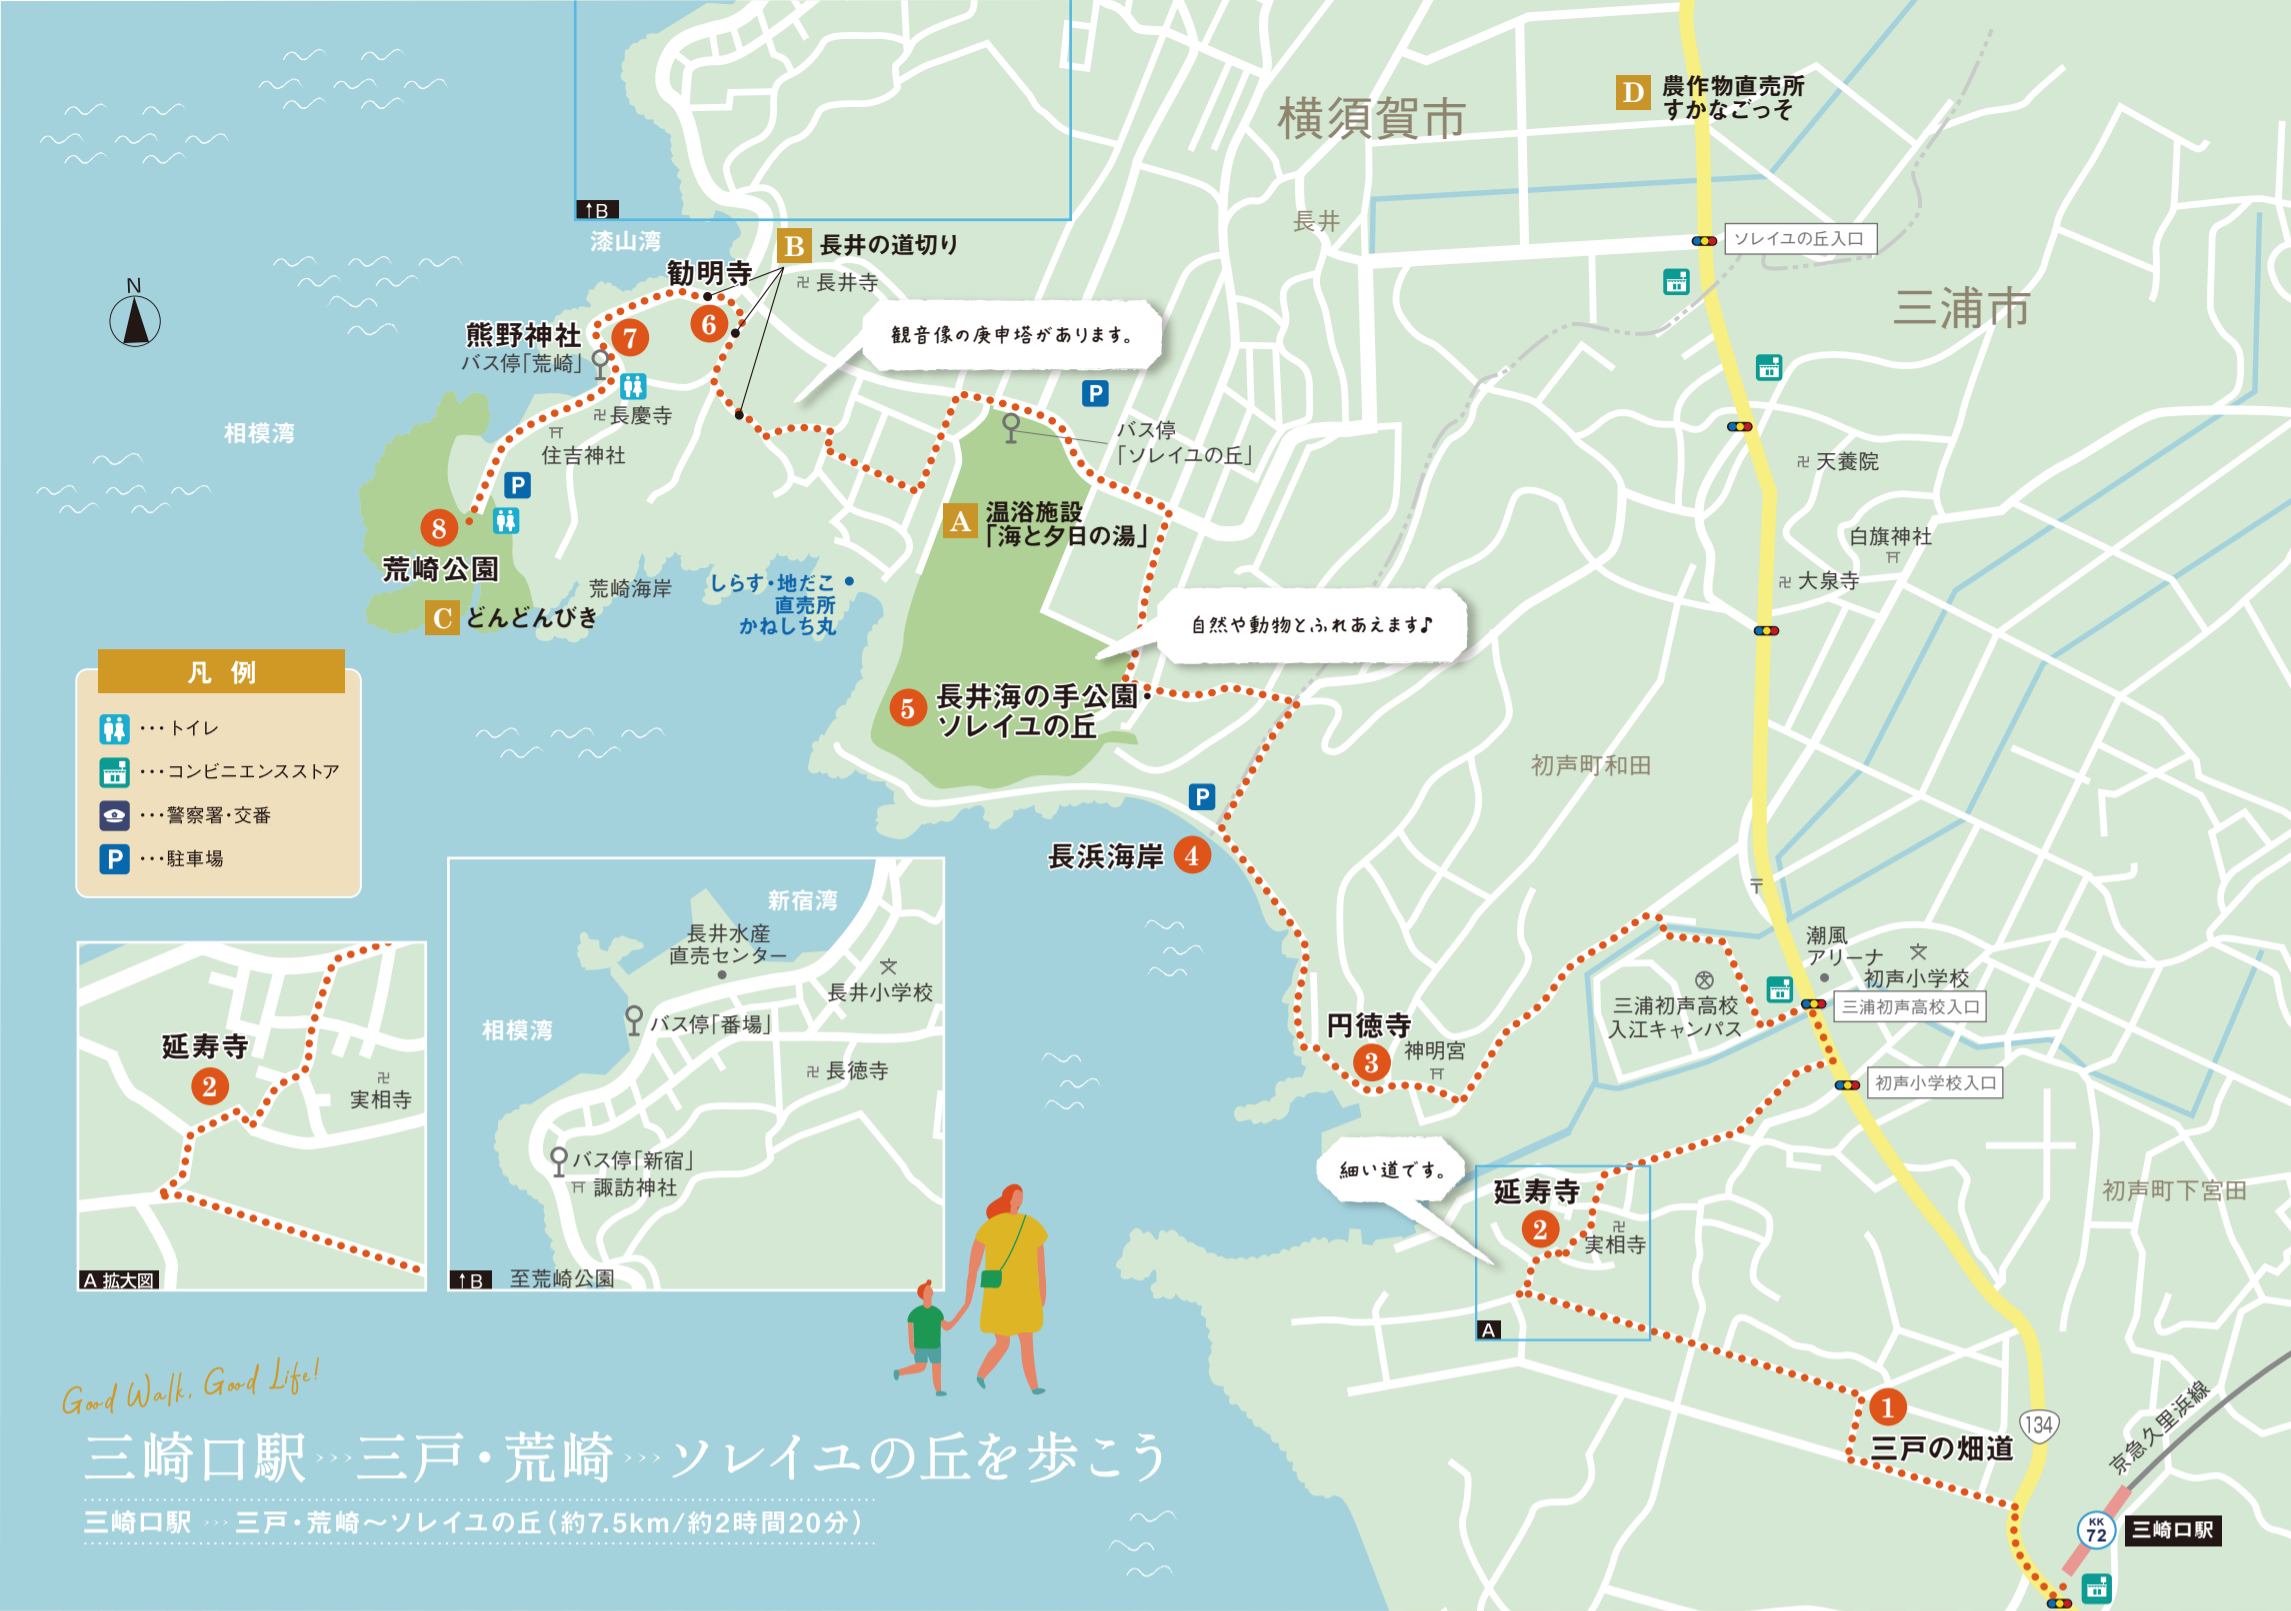 横須賀市
D 農作物直売所
すかなごっそ
↑B
漆山湾
B 長井の道切り
長井
ソレイユの丘入口
勧明寺
卍 長井寺
N
三浦市
6
7
熊野神社
バス停「荒崎」
観音像の庚申塔があります。
P
卍 長慶寺
相模湾
バス停
「ソレイユの丘」
住吉神社
卍 天養院
P
A 温浴施設
「海と夕日の湯」
8
荒崎公園
白旗神社
卍 大泉寺
荒崎海岸
しらす・地だこ
直売所
かねしち丸
C どんどんびき
自然や動物とふれあえます♪
凡 例
…トイレ
…コンビニエンスストア
…警察署・交番
P …駐車場
5 長井海の手公園・
ソレイユの丘
初声町和田
P
長浜海岸 4
〒
新宿湾
長井水産
直売センター
文
長井小学校
相模湾
バス停「番場」
卍 長徳寺
バス停「新宿」
諏訪神社
↑B
至荒崎公園
延寿寺
2
卍
実相寺
A 拡大図
潮風
アリーナ
文
初声小学校
三浦初声高校
入江キャンパス
三浦初声高校入口
円徳寺
3
神明宮
初声小学校入口
細い道です。
延寿寺
2
卍
実相寺
A
初声町下宮田
1
三戸の畑道
134
京急久里浜線
KK
72
三崎口駅
Good Walk, Good Life!
三崎口駅 ››› 三戸・荒崎 ››› ソレイユの丘を歩こう
三崎口駅 ››› 三戸・荒崎〜ソレイユの丘（約7.5km/約2時間20分）